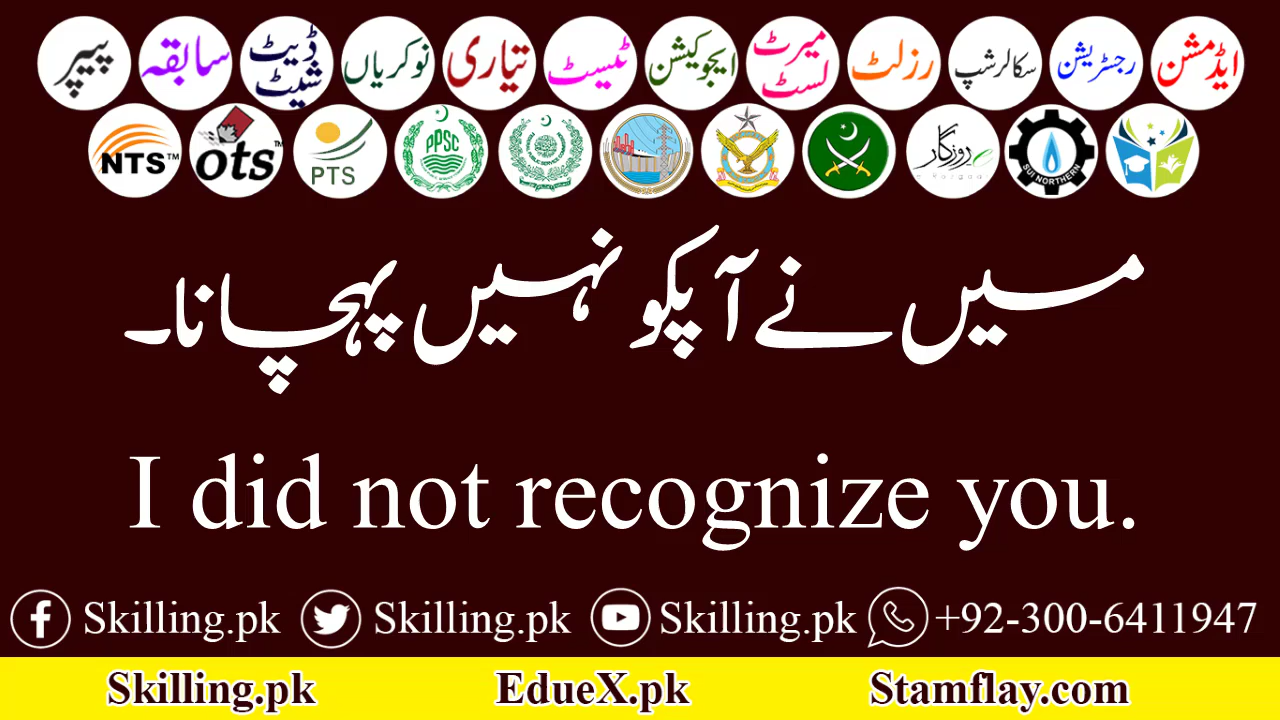 ایڈمشن رجسٹریشن سکالرشپ رزلٹ میرٹ لسٹ ایجوکیشن ٹیسٹ تیاری نوکریاں ڈیٹ شیٹ سابقہ پیپر
NTS™ ots™ PTS PPSC روزگار SUI NORTHERN
میں نے آپکو نہیں پہچانا۔
I did not recognize you.
Skilling.pk Skilling.pk Skilling.pk +92-300-6411947
Skilling.pk EdueX.pk Stamflay.com